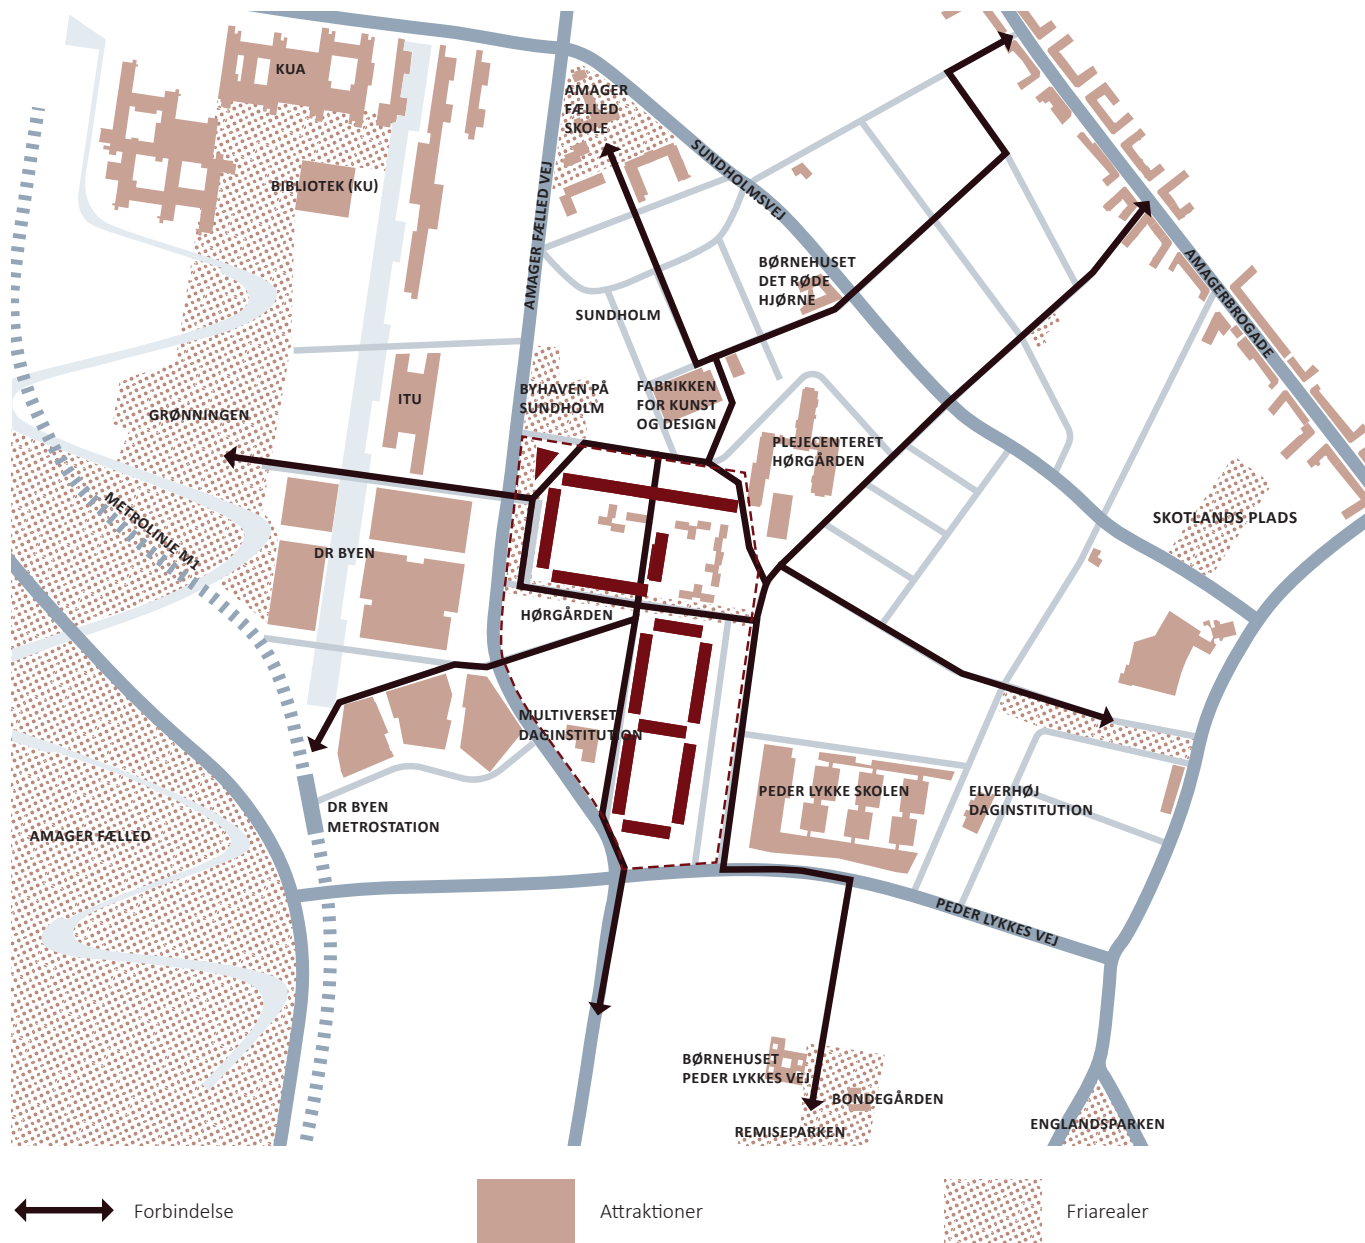 KUA
AMAGER
FÆLLED
SKOLE
BIBLIOTEK (KU)
SUNDHOLMSVEJ
AMAGER FÆLLED VEJ
BØRNEHUSET
DET RØDE
HJØRNE
AMAGERBROGADE
SUNDHOLM
BYHAVEN PÅ
SUNDHOLM
FABRIKKEN
FOR KUNST
OG DESIGN
ITU
GRØNNINGEN
PLEJECENTERET
HØRGÅRDEN
METROLINJE M1
DR BYEN
SKOTLANDS PLADS
HØRGÅRDEN
MULTIVERSET
DAGINSTITUTION
PEDER LYKKE SKOLEN
ELVERHØJ
DAGINSTITUTION
DR BYEN
METROSTATION
AMAGER FÆLLED
PEDER LYKKES VEJ
BØRNEHUSET
PEDER LYKKES VEJ
BONDEGÅRDEN
REMISEPARKEN
ENGLANDSPARKEN
Forbindelse
Attraktioner
Friarealer